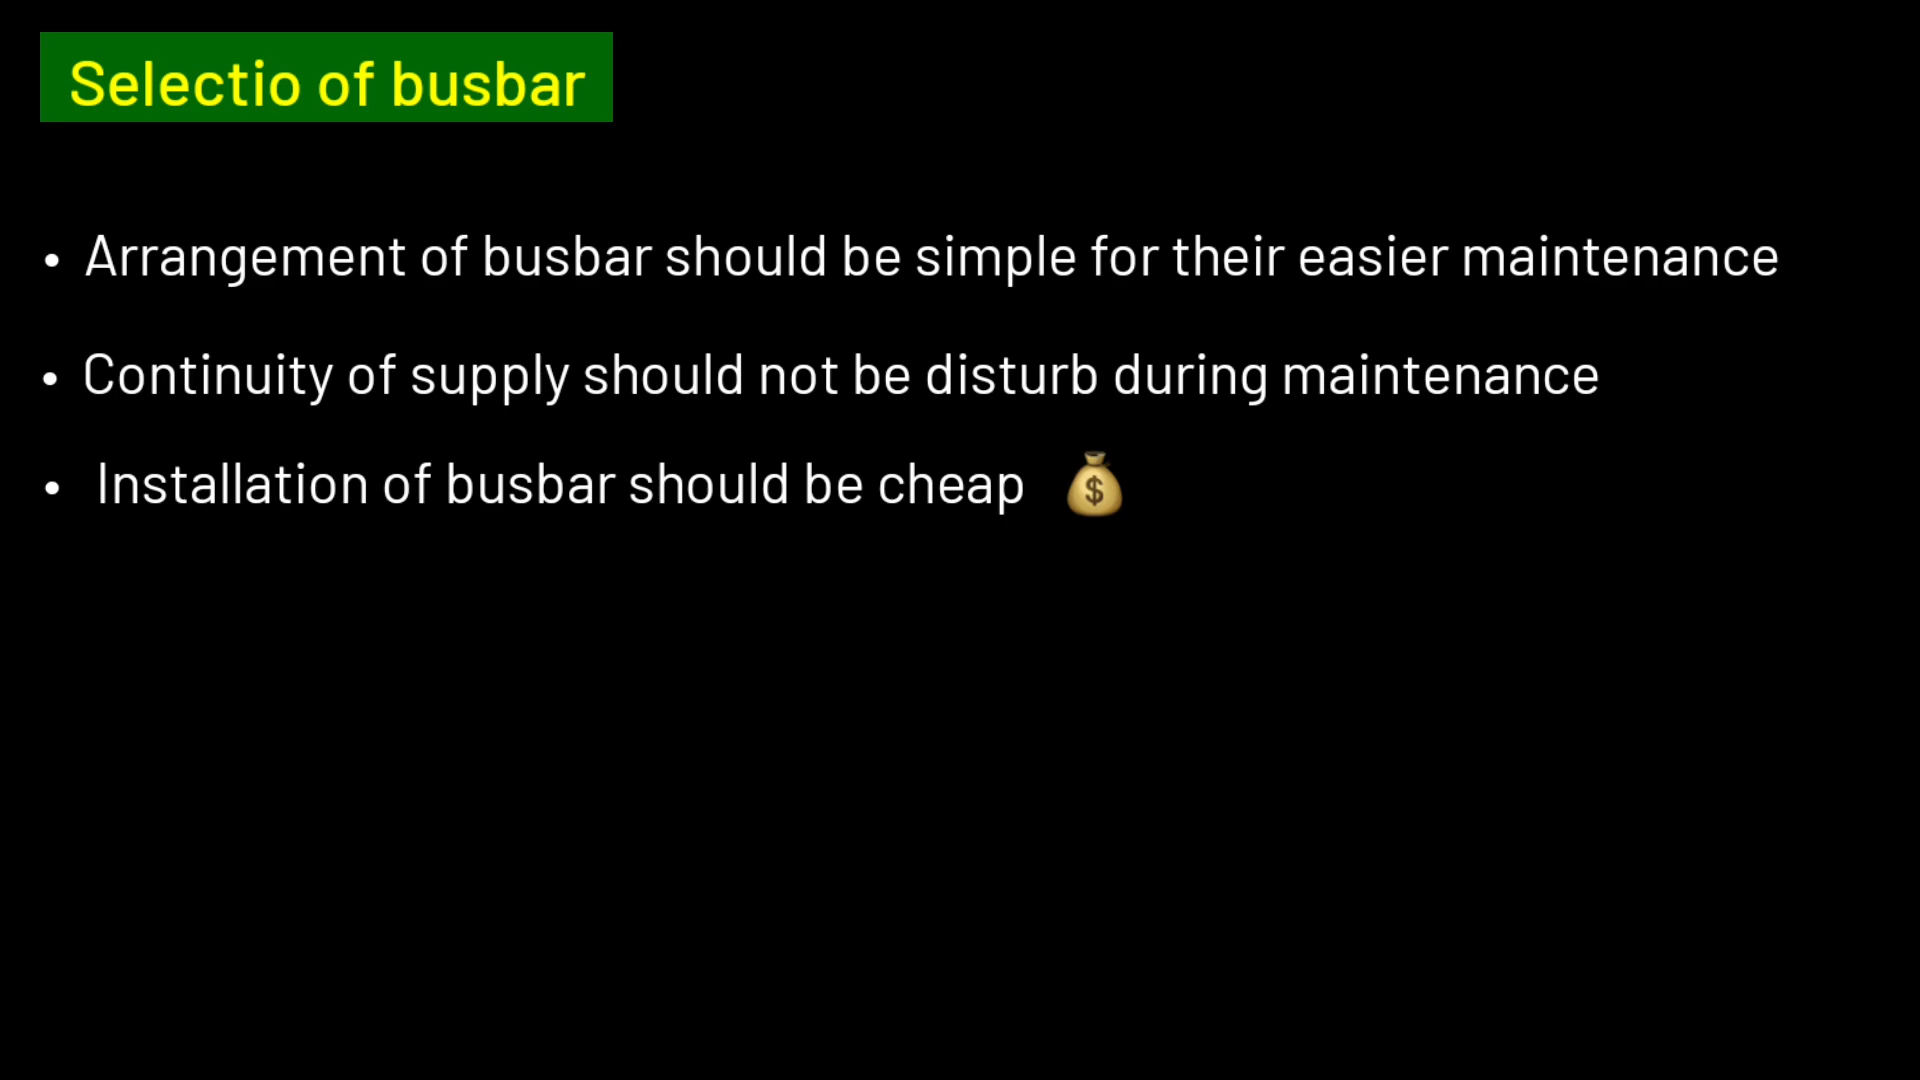 Selectio of busbar
• Arrangement of busbar should be simple for their easier maintenance
• Continuity of supply should not be disturb during maintenance
• Installation of busbar should be cheap 💰